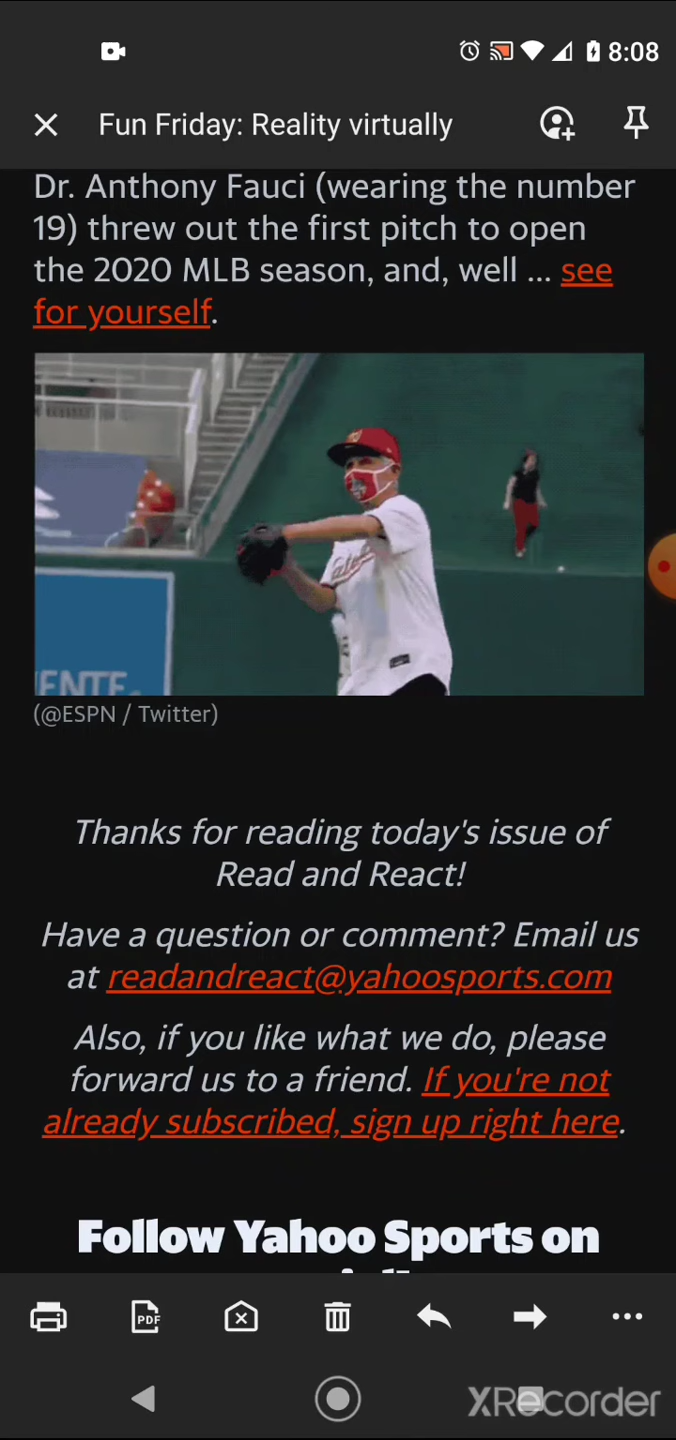 8:08
Fun Friday: Reality virtually
Dr. Anthony Fauci (wearing the number
19) threw out the first pitch to open
the 2020 MLB season, and, well ... see
for yourself.
ENTE.
(@ESPN / Twitter)
Thanks for reading today's issue of
Read and React!
Have a question or comment? Email us
at readandreact@yahoosports.com
Also, if you like what we do, please
forward us to a friend. If you're not
already subscribed, sign up right here.
Follow Yahoo Sports on
PDF
XRecorder